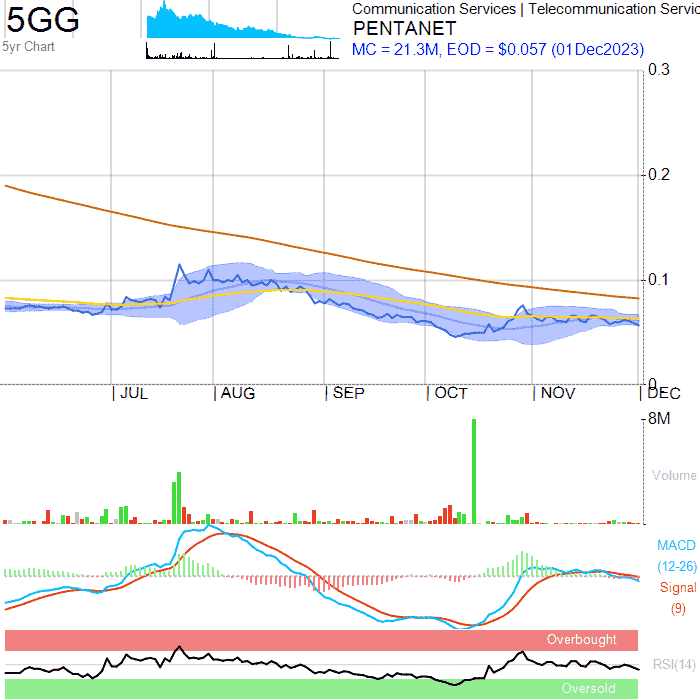 5GG
5yr Chart
Communication Services | Telecommunication Servic
PENTANET
MC = 21.3M, EOD = $0.057 (01Dec2023)
0.3
0.2
0.1
0
| JUL | AUG | SEP | OCT | NOV | DEC
8M
Volume
MACD
(12-26)
Signal
(9)
Overbought
RSI(14)
Oversold